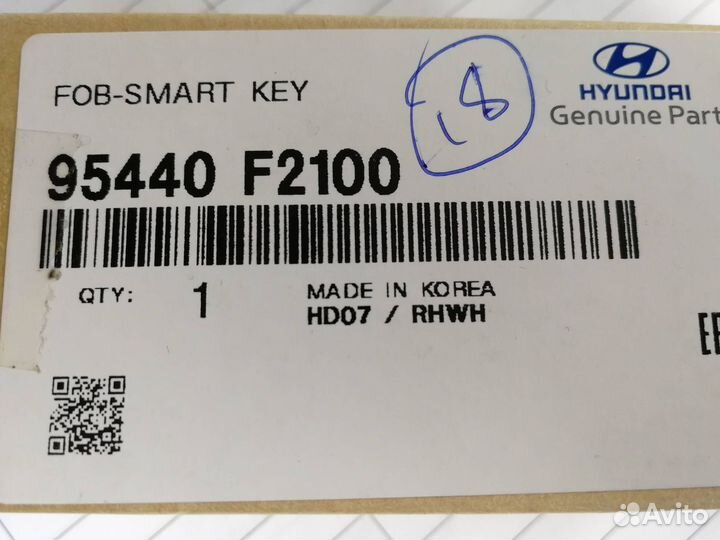 FOB-SMART KEY
18
HYUNDAI
Genuine Part
95440 F2100
QTY: 1
MADE IN KOREA
HD07 / RHWH
Avito